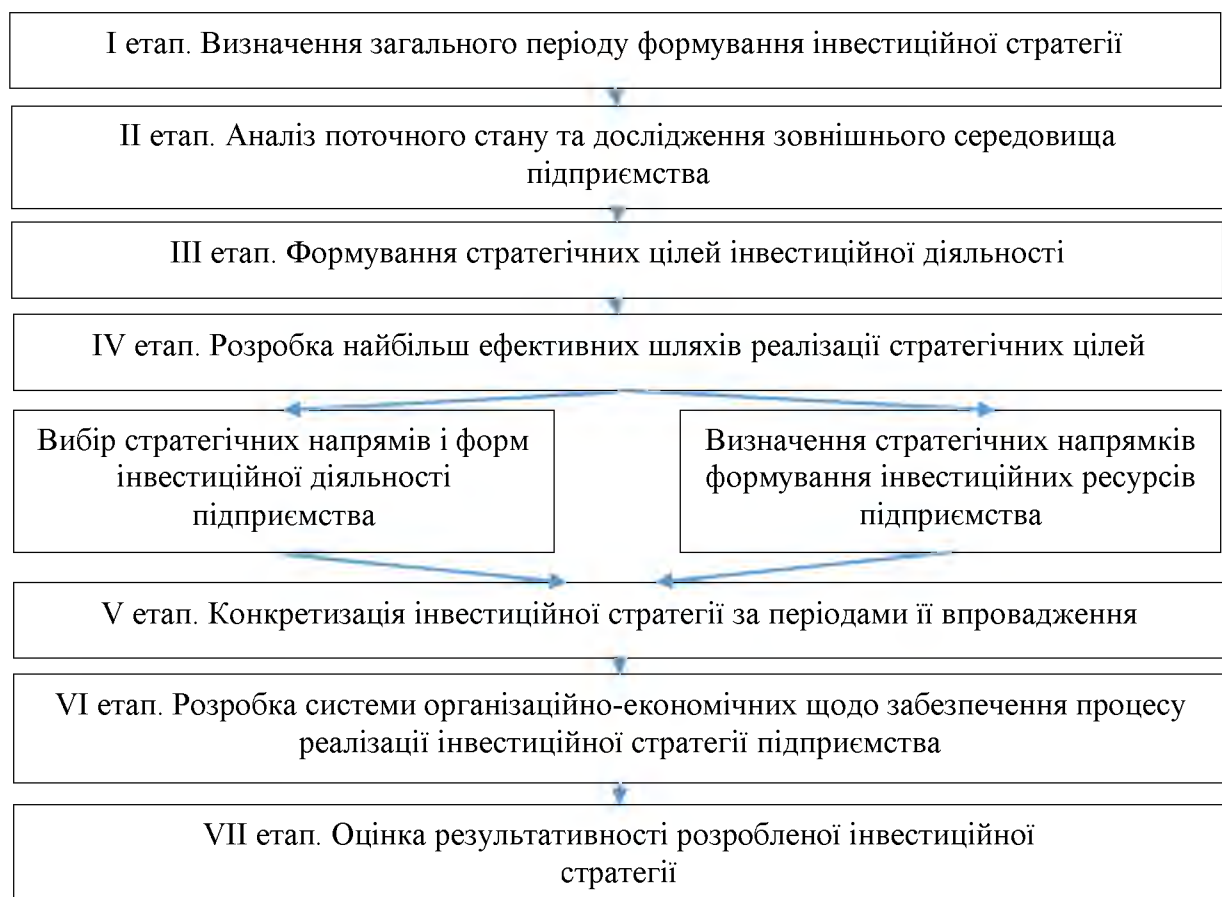 І етап. Визначення загального періоду формування інвестиційної стратегії
ІІ етап. Аналіз поточного стану та дослідження зовнішнього середовища
підприємства
ІІІ етап. Формування стратегічних цілей інвестиційної діяльності
IV етап. Розробка найбільш ефективних шляхів реалізації стратегічних цілей
Вибір стратегічних напрямів і форм
інвестиційної діяльності
підприємства
Визначення стратегічних напрямків
формування інвестиційних ресурсів
підприємства
V етап. Конкретизація інвестиційної стратегії за періодами її впровадження
VI етап. Розробка системи організаційно-економічних щодо забезпечення процесу
реалізації інвестиційної стратегії підприємства
VII етап. Оцінка результативності розробленої інвестиційної
стратегії